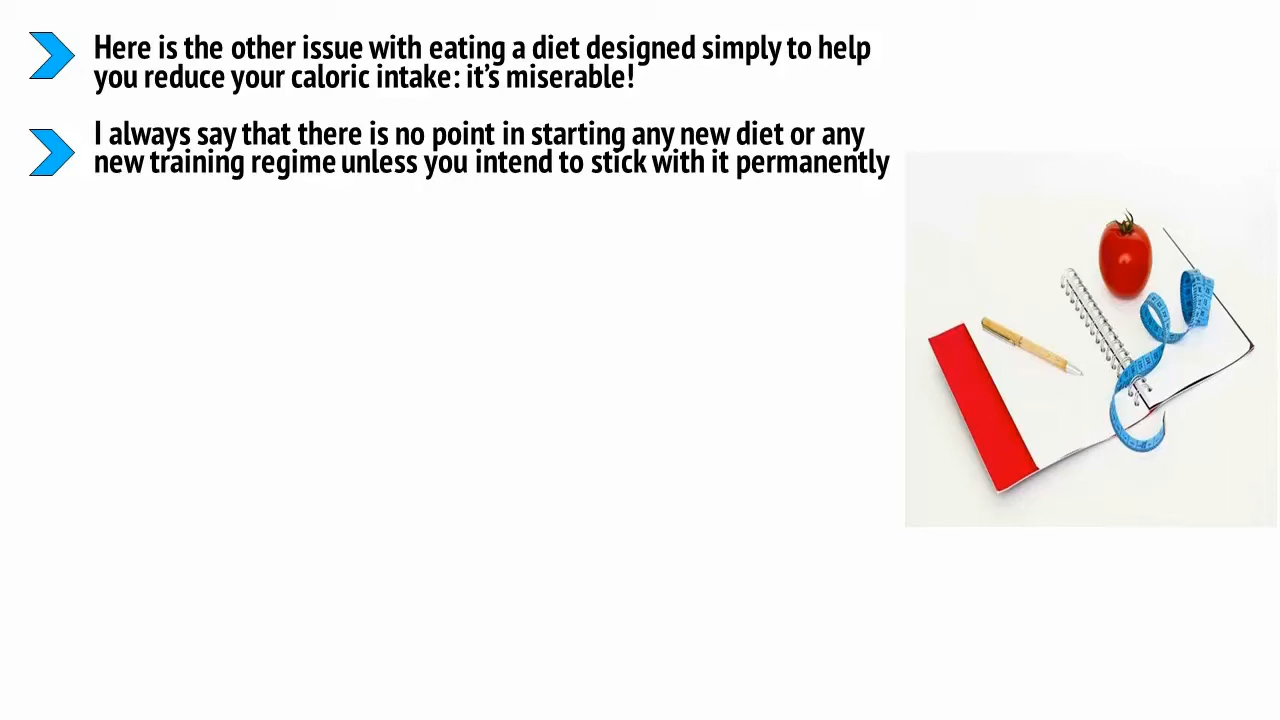 Here is the other issue with eating a diet designed simply to help
you reduce your caloric intake: it’s miserable!
I always say that there is no point in starting any new diet or any
new training regime unless you intend to stick with it permanently